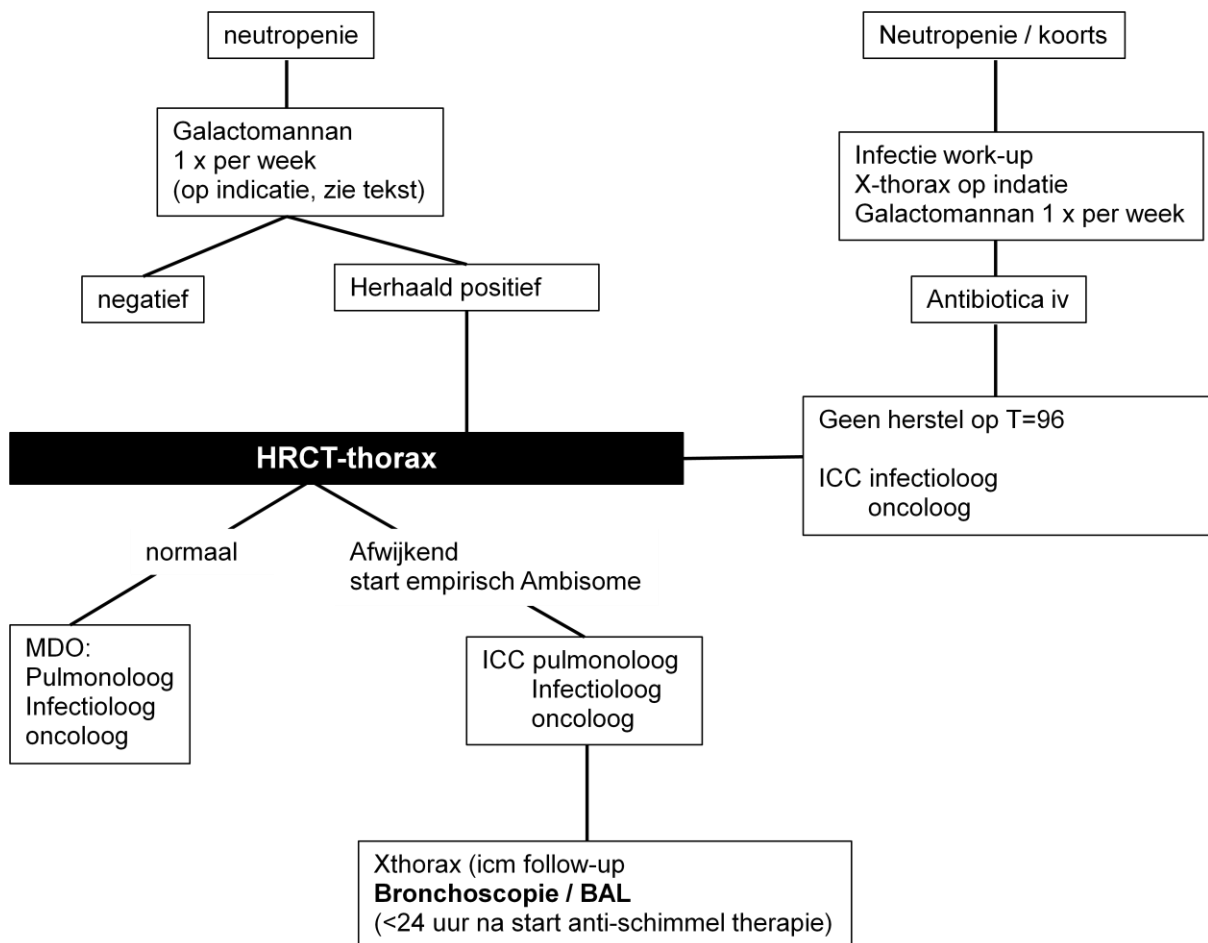 neutropenie
Galactomannan
1 x per week
(op indicatie, zie tekst)
negatief
Herhaald positief
Neutropenie / koorts
Infectie work-up
X-thorax op indatie
Galactomannan 1 x per week
Antibiotica iv
Geen herstel op T=96
ICC infectioloog
oncoloog
HRCT-thorax
normaal
Afwijkend
start empirisch Ambisome
MDO:
Pulmonoloog
Infectioloog
oncoloog
ICC pulmonoloog
Infectioloog
oncoloog
Xthorax (icm follow-up
Bronchoscopie / BAL
(<24 uur na start anti-schimmel therapie)